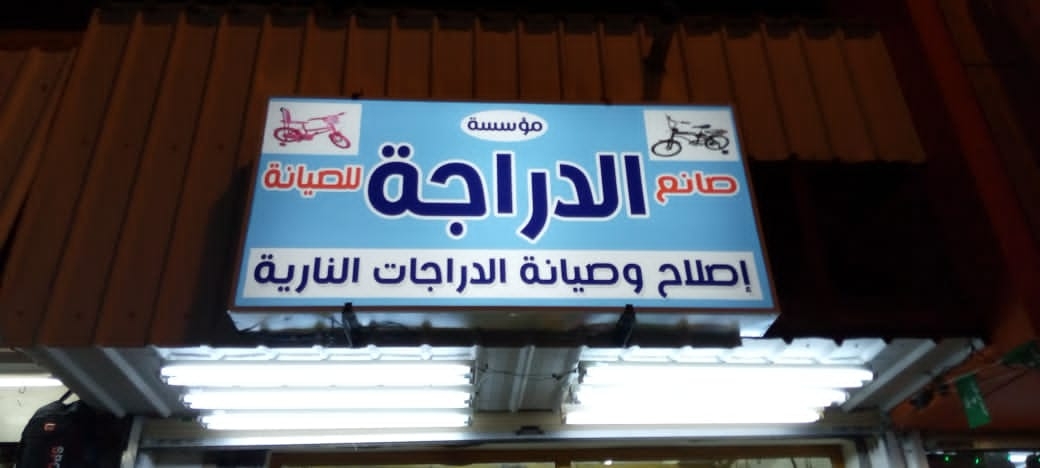 مؤسسة
صانع الدراجة للصيانة
إصلاح وصيانة الدراجات النارية